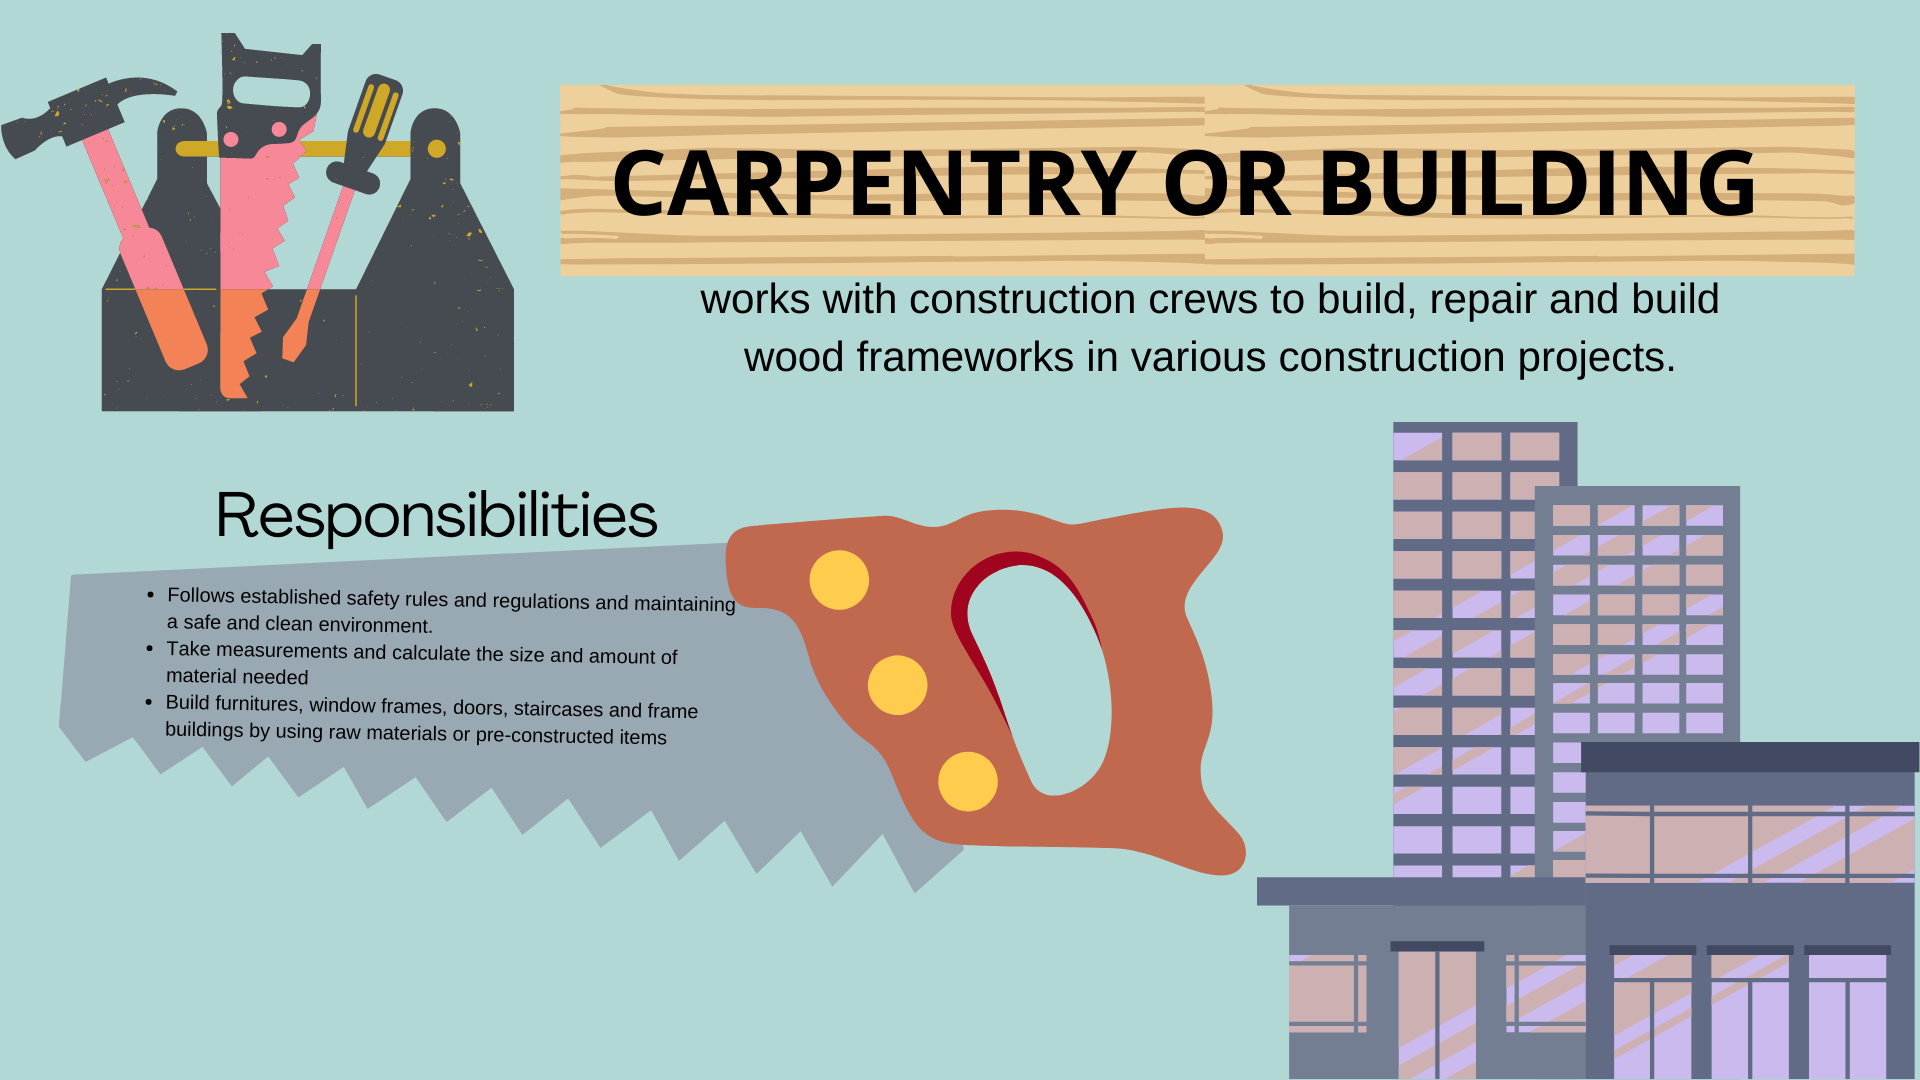 CARPENTRY OR BUILDING
works with construction crews to build, repair and build
wood frameworks in various construction projects.
Responsibilities
• Follows established safety rules and regulations and maintaining
a safe and clean environment.
• Take measurements and calculate the size and amount of
material needed
• Build furnitures, window frames, doors, staircases and frame
buildings by using raw materials or pre-constructed items